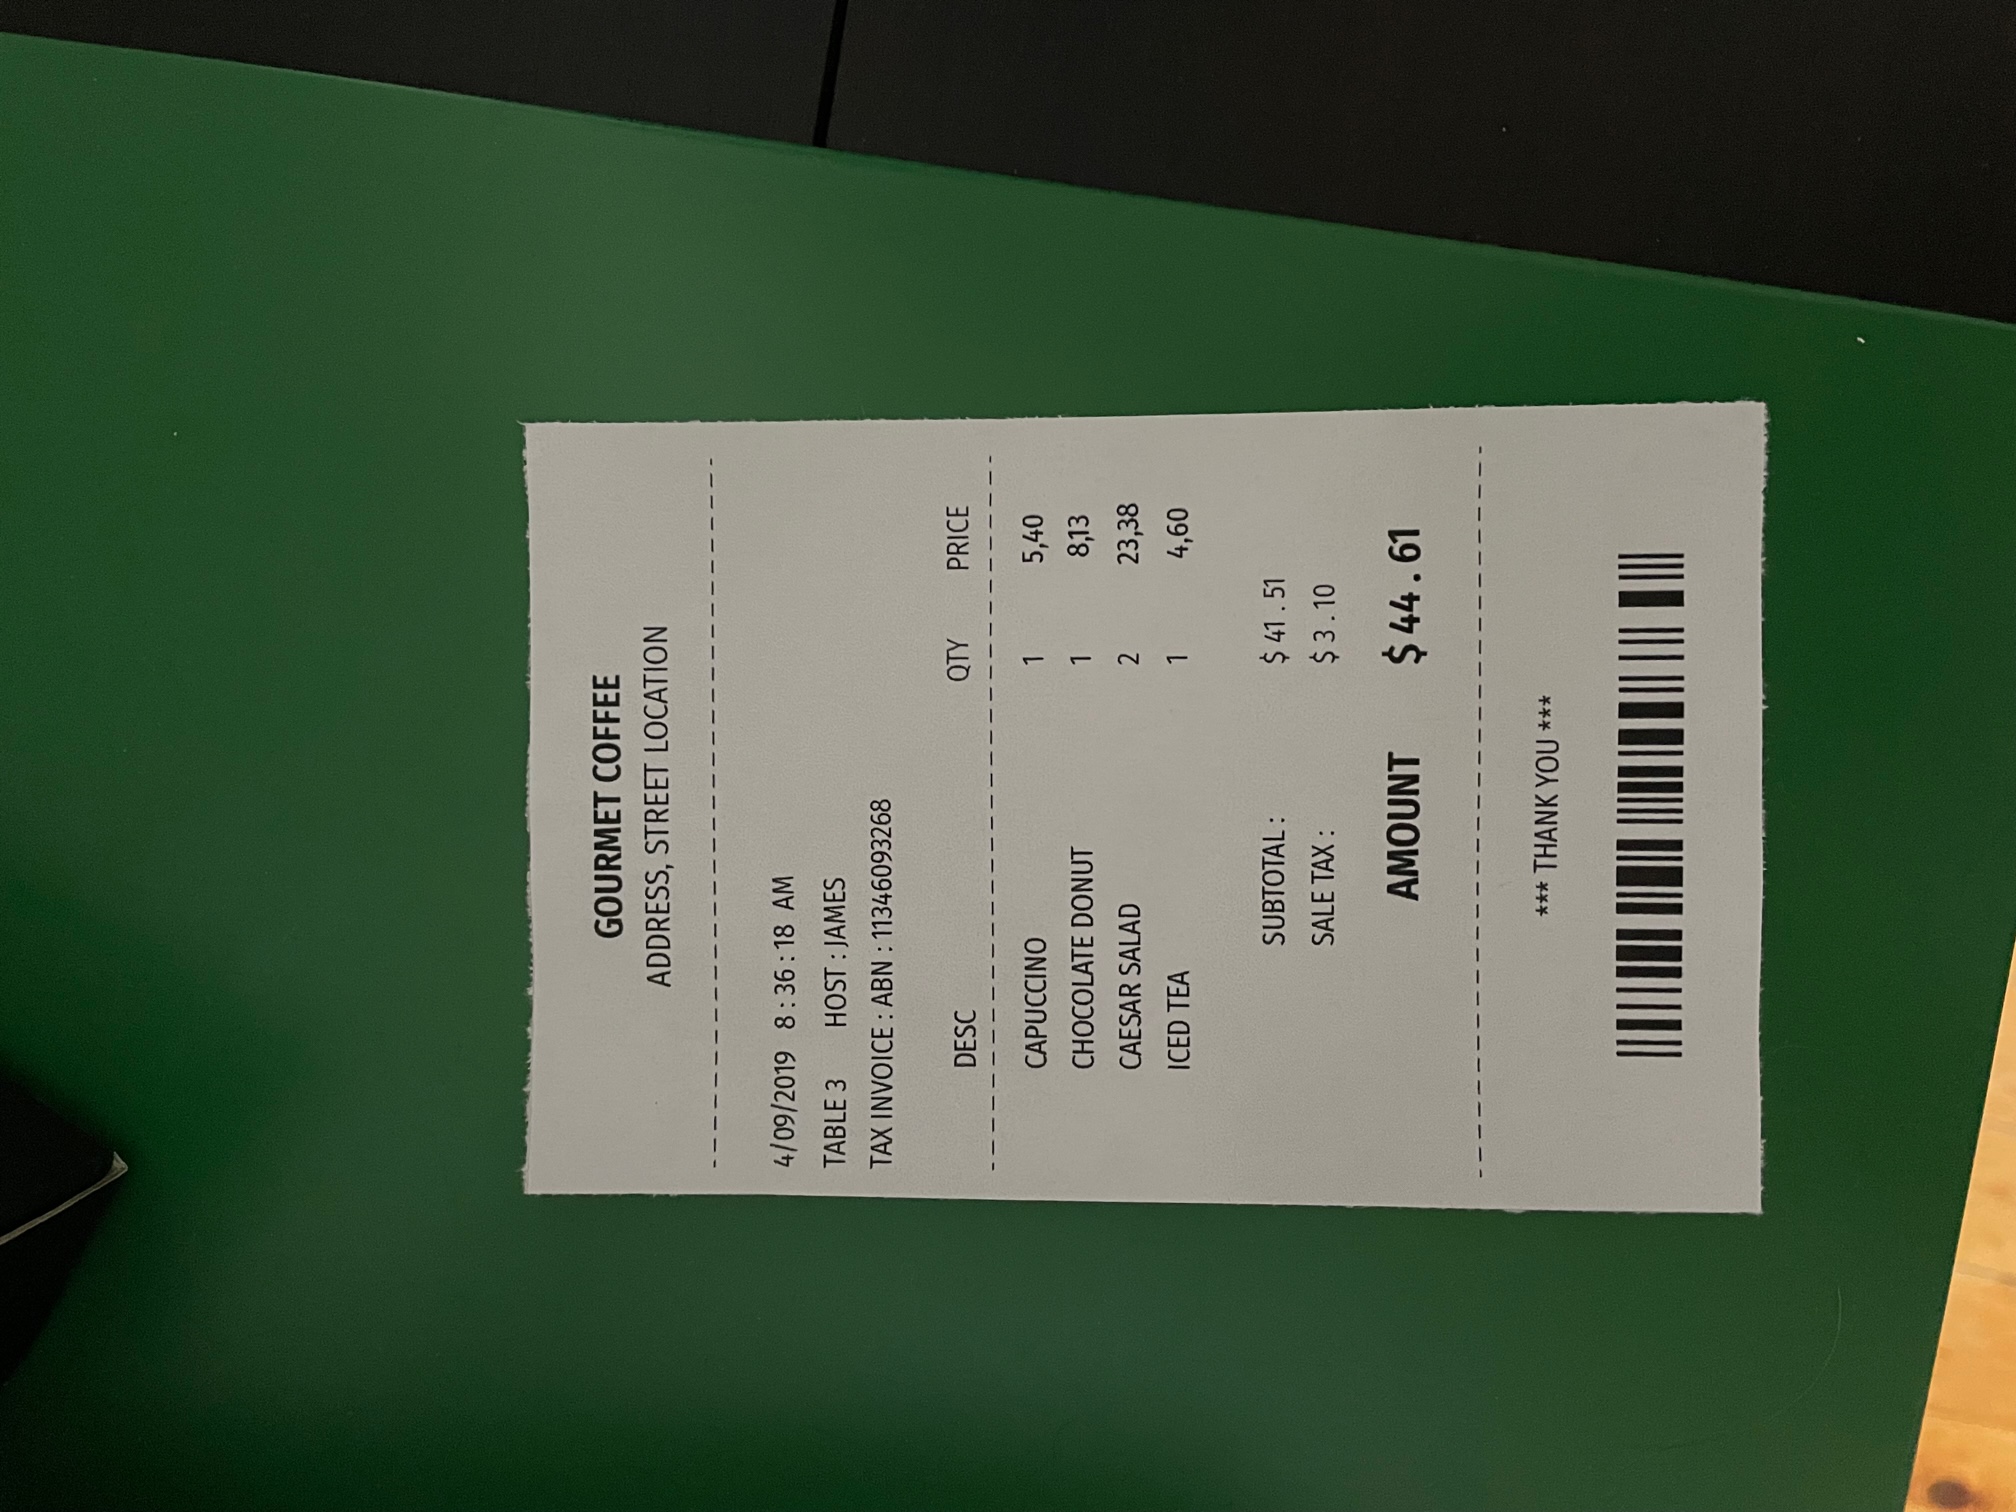 GOURMET COFFEE
ADDRESS, STREET LOCATION
4/09/2019 8 : 36 : 18 AM
TABLE 3 HOST : JAMES
TAX INVOICE : ABN : 11346093268
DESC QTY PRICE
CAPUCCINO 1 5,40
CHOCOLATE DONUT 1 8,13
CAESAR SALAD 2 23,38
ICED TEA 1 4,60
SUBTOTAL : $ 41 . 51
SALE TAX : $ 3 . 10
AMOUNT $ 44 . 61
*** THANK YOU ***